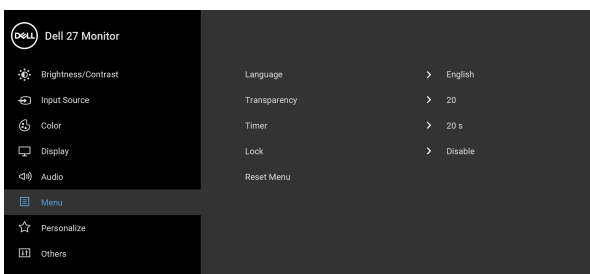 DELL Dell 27 Monitor
Brightness/Contrast
Input Source
Color
Display
Audio
Menu
Personalize
Others
Language > English
Transparency > 20
Timer > 20 s
Lock > Disable
Reset Menu